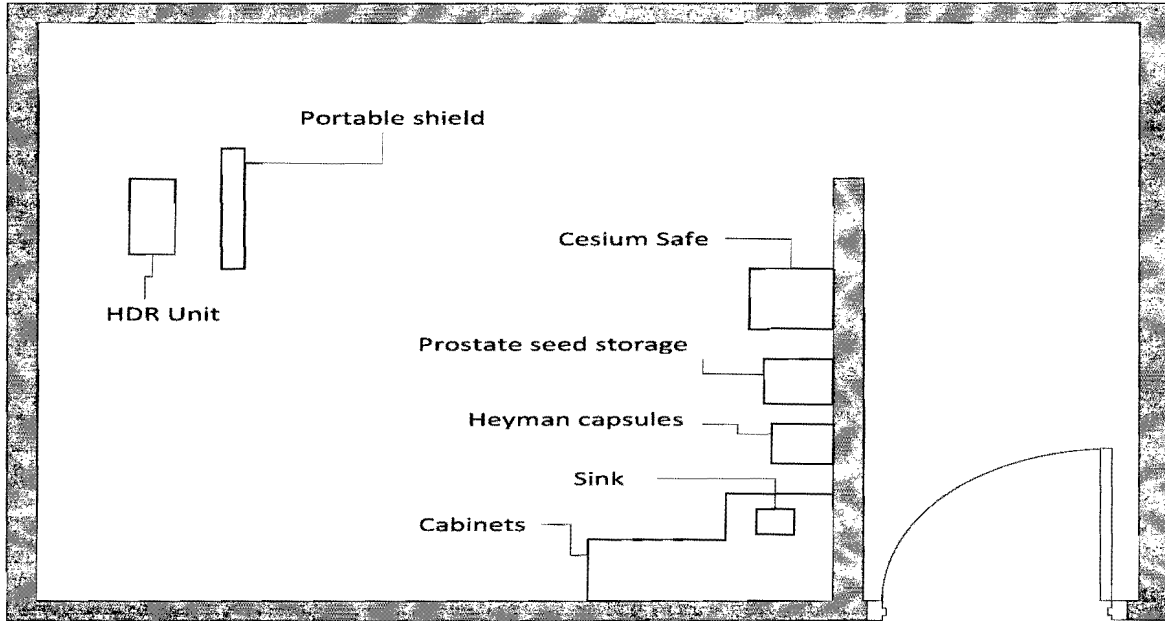 Portable shield
Cesium Safe
HDR Unit
Prostate seed storage
Heyman capsules
Sink
Cabinets